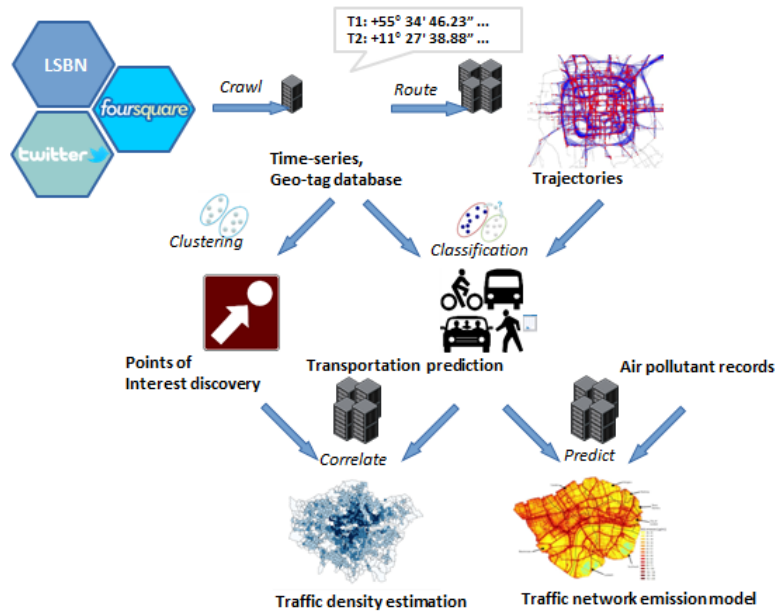 T1: +55° 34' 46.23" ...
T2: +11° 27' 38.88" ...
LSBN
foursquare
twitter
Crawl
Route
Time-series,
Geo-tag database
Trajectories
Clustering
Classification
Points of
Interest discovery
Transportation prediction
Air pollutant records
Correlate
Predict
Traffic density estimation
Traffic network emission model